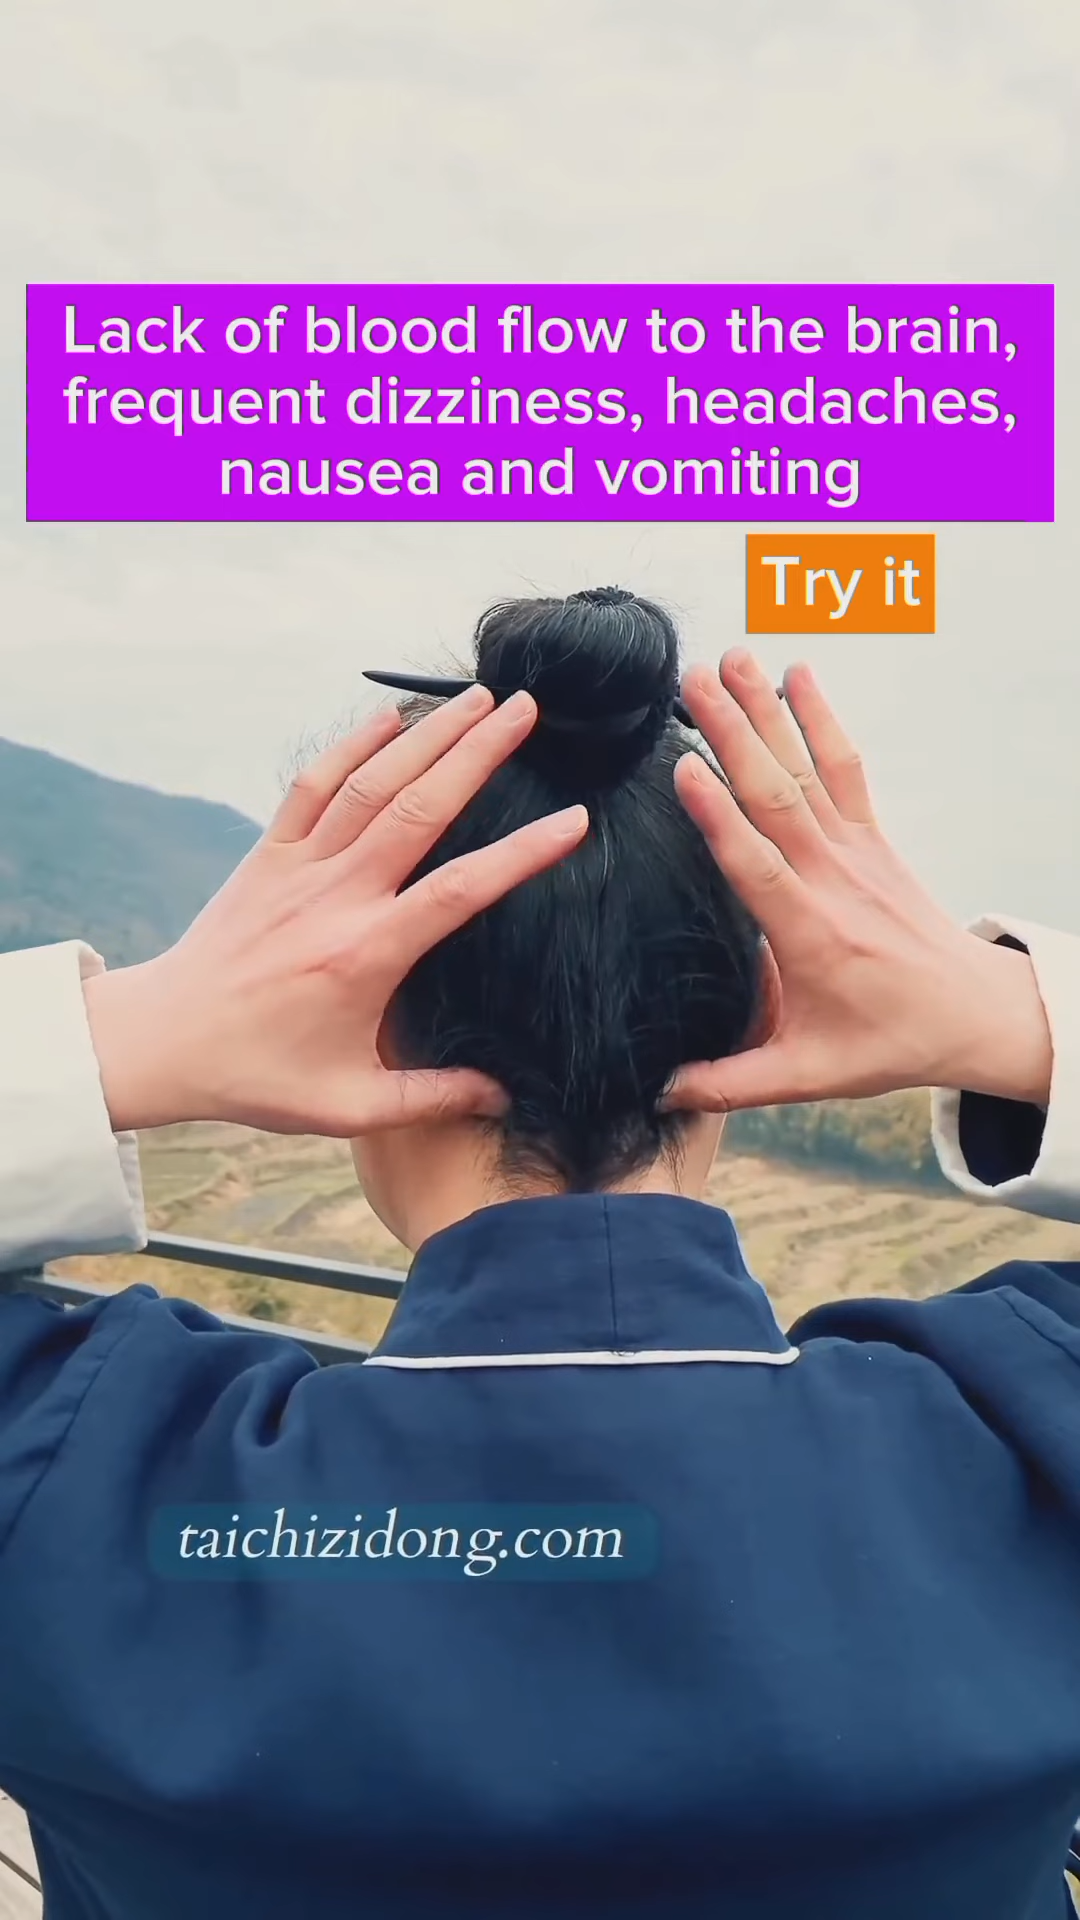 Lack of blood flow to the brain,
frequent dizziness, headaches,
nausea and vomiting
Try it
taichizidong.com